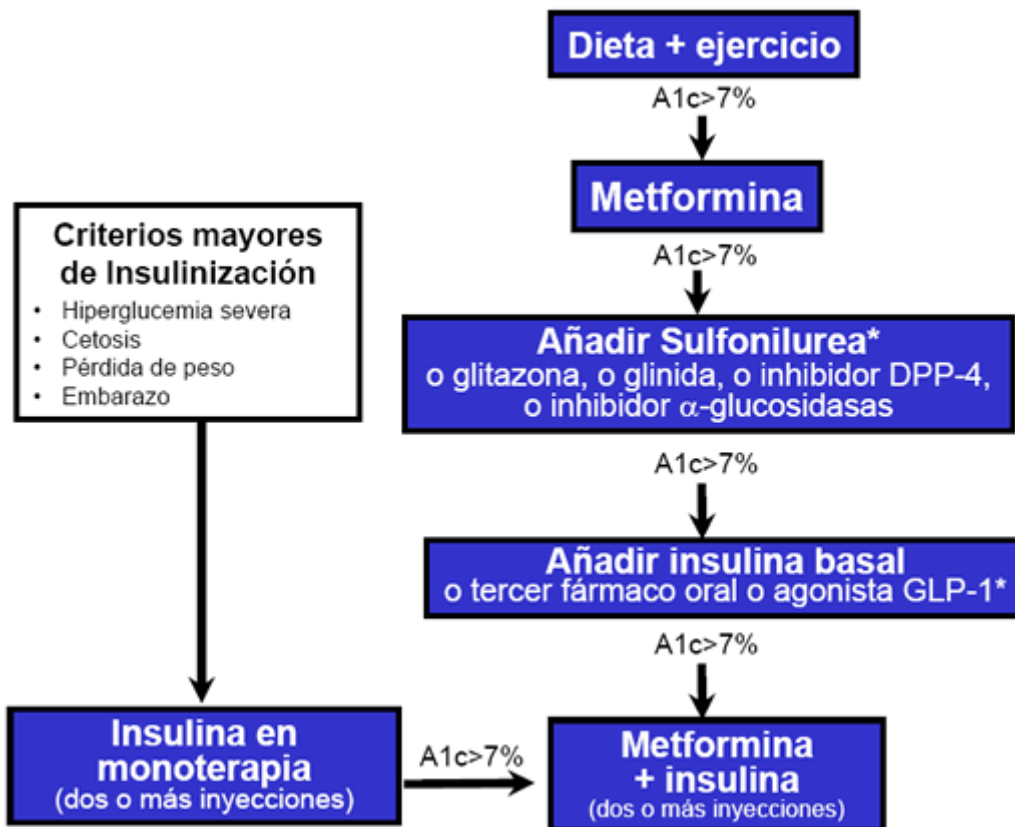 Dieta + ejercicio
A1c>7%
Metformina
A1c>7%
Criterios mayores
de Insulinización
• Hiperglucemia severa
• Cetosis
• Pérdida de peso
• Embarazo
Añadir Sulfonilurea*
o glitazona, o glinida, o inhibidor DPP-4,
o inhibidor α-glucosidasas
A1c>7%
Añadir insulina basal
o tercer fármaco oral o agonista GLP-1*
A1c>7%
Insulina en
monoterapia
(dos o más inyecciones)
A1c>7%
Metformina
+ insulina
(dos o más inyecciones)